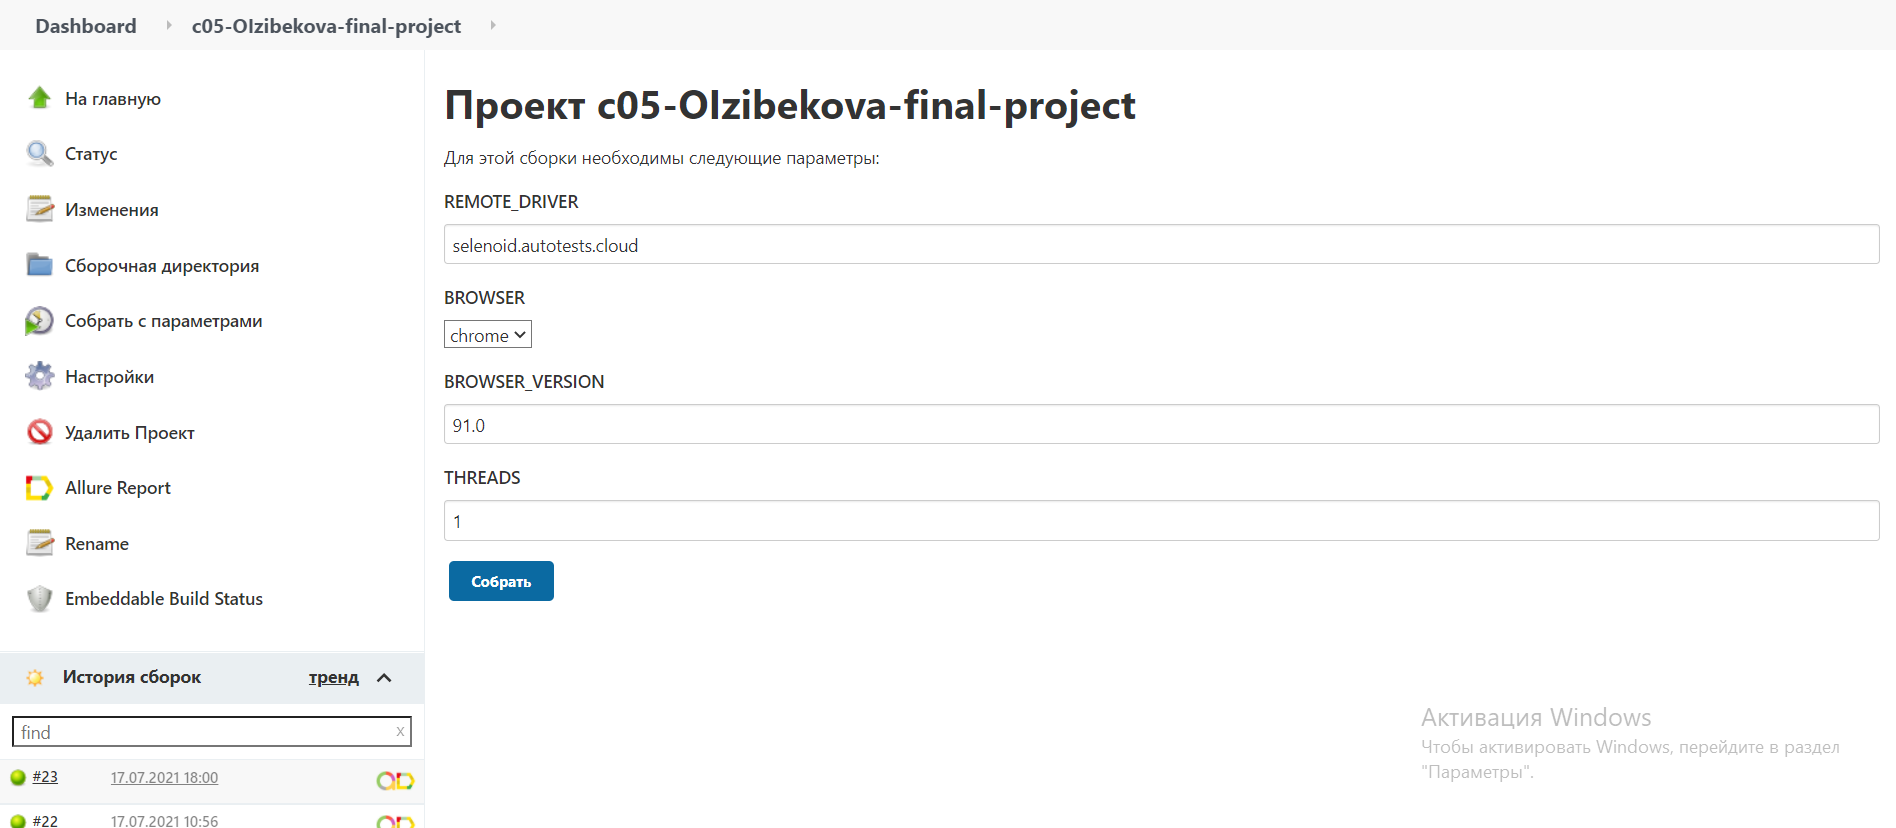 Dashboard
c05-OIzibekova-final-project
На главную
Статус
Изменения
Сборочная директория
Собрать с параметрами
Настройки
Удалить Проект
Allure Report
Rename
Embeddable Build Status
История сборок
тренд
find
x
#23
17.07.2021 18:00
#22
17.07.2021 10:56
Проект c05-OIzibekova-final-project
Для этой сборки необходимы следующие параметры:
REMOTE_DRIVER
selenoid.autotests.cloud
BROWSER
chrome
BROWSER_VERSION
91.0
THREADS
1
Собрать
Активация Windows
Чтобы активировать Windows, перейдите в раздел
"Параметры".